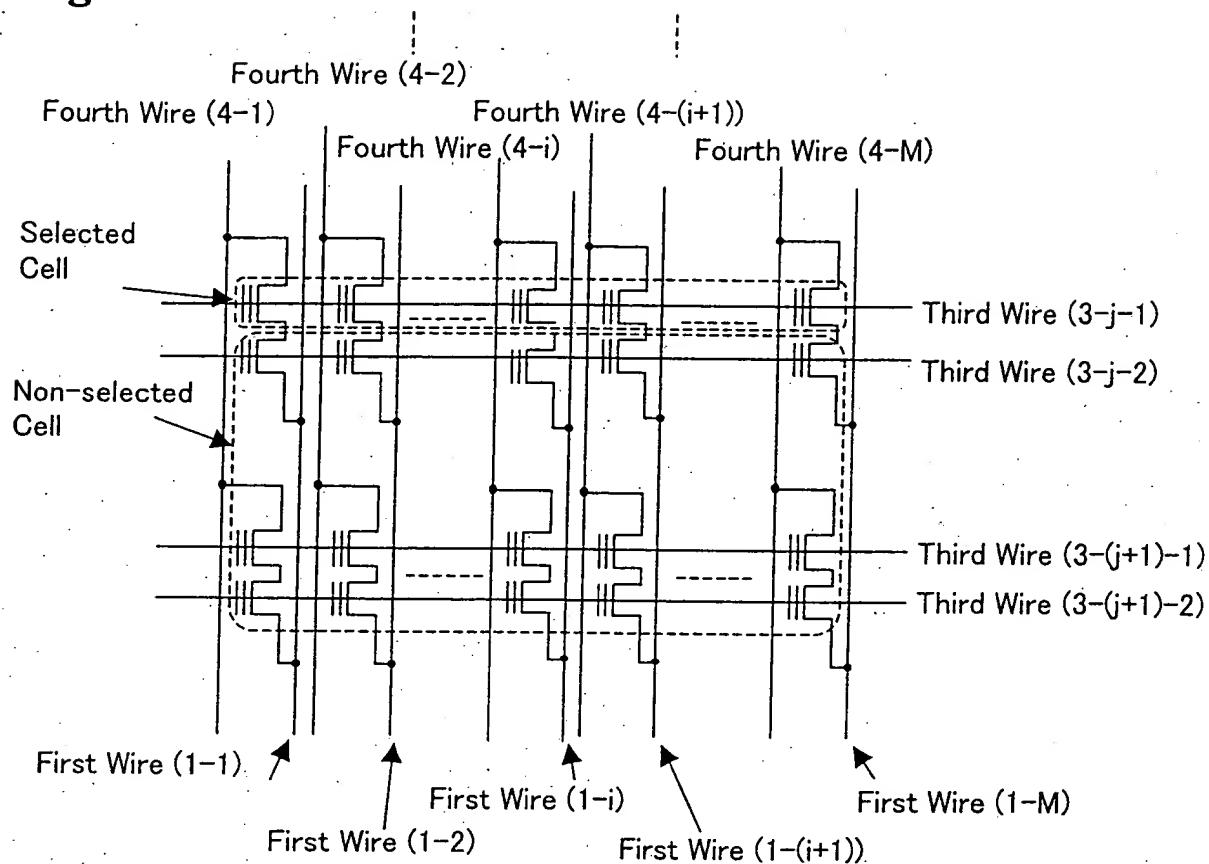 Fourth Wire (4-2)
Fourth Wire (4-1)
Fourth Wire (4-(i+1))
Fourth Wire (4-i)
Fourth Wire (4-M)
Selected
Cell
Third Wire (3-j-1)
Third Wire (3-j-2)
Non-selected
Cell
Third Wire (3-(j+1)-1)
Third Wire (3-(j+1)-2)
First Wire (1-1)
First Wire (1-i)
First Wire (1-M)
First Wire (1-2)
First Wire (1-(i+1))